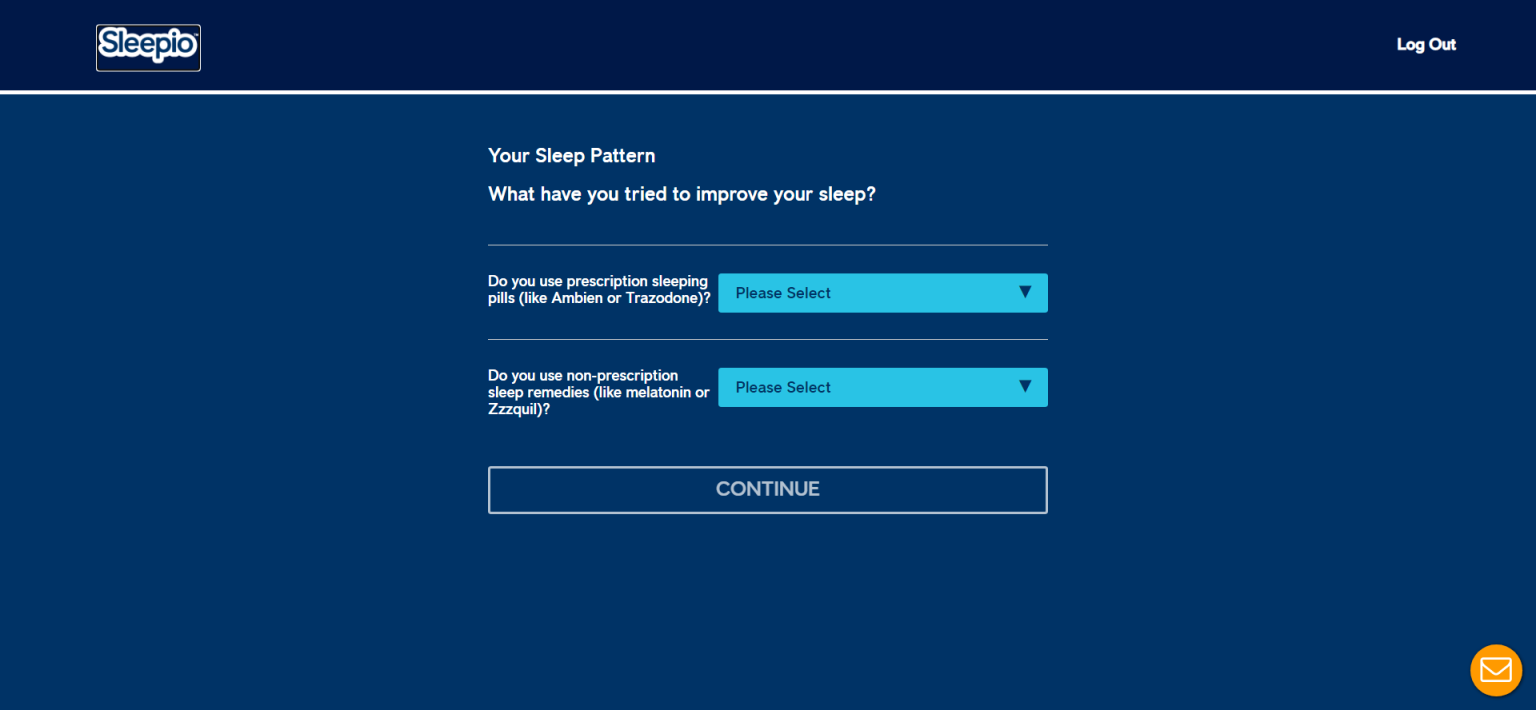 Sleepio™
Log Out
Your Sleep Pattern
What have you tried to improve your sleep?
Do you use prescription sleeping
pills (like Ambien or Trazodone)?
Please Select
Do you use non-prescription
sleep remedies (like melatonin or
Zzzquil)?
Please Select
CONTINUE